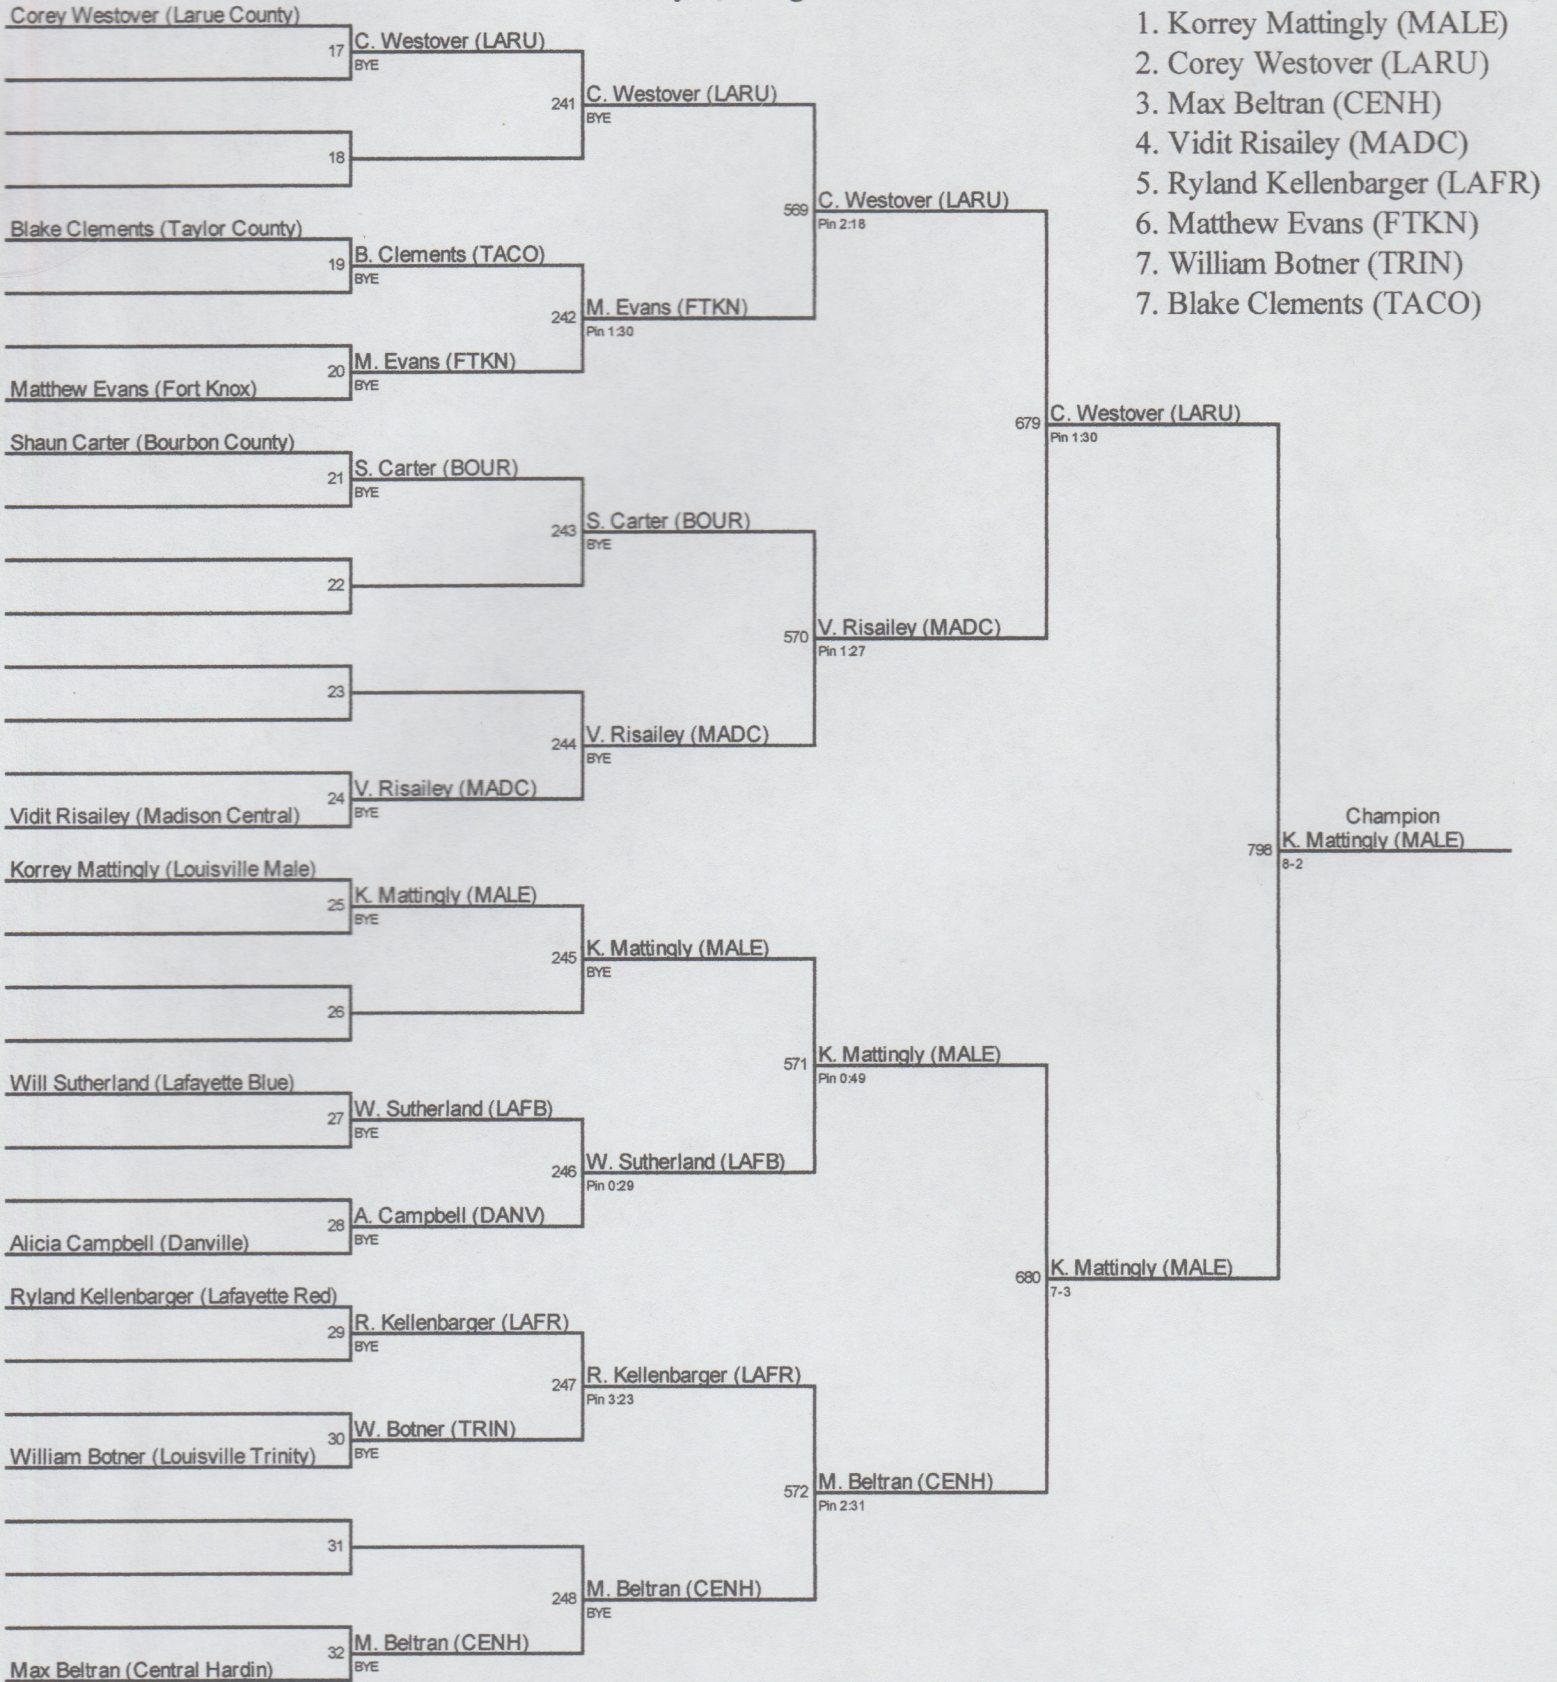 1. Korrey Mattingly (MALE)
2. Corey Westover (LARU)
3. Max Beltran (CENH)
4. Vidit Risailey (MADC)
5. Ryland Kellenbarger (LAFR)
6. Matthew Evans (FTKN)
7. William Botner (TRIN)
7. Blake Clements (TACO)
Corey Westover (Larue County)
17
C. Westover (LARU)
BYE
241
C. Westover (LARU)
BYE
18
569
C. Westover (LARU)
Pin 2:18
Blake Clements (Taylor County)
19
B. Clements (TACO)
BYE
242
M. Evans (FTKN)
Pin 1:30
20
M. Evans (FTKN)
BYE
Matthew Evans (Fort Knox)
679
C. Westover (LARU)
Pin 1:30
Shaun Carter (Bourbon County)
21
S. Carter (BOUR)
BYE
243
S. Carter (BOUR)
BYE
22
570
V. Risailey (MADC)
Pin 1:27
23
244
V. Risailey (MADC)
BYE
24
V. Risailey (MADC)
BYE
Vidit Risailey (Madison Central)
Champion
798
K. Mattingly (MALE)
8-2
Korrey Mattingly (Louisville Male)
25
K. Mattingly (MALE)
BYE
245
K. Mattingly (MALE)
BYE
26
571
K. Mattingly (MALE)
Pin 0:49
Will Sutherland (Lafayette Blue)
27
W. Sutherland (LAFB)
BYE
246
W. Sutherland (LAFB)
Pin 0:29
28
A. Campbell (DANV)
BYE
Alicia Campbell (Danville)
680
K. Mattingly (MALE)
7-3
Ryland Kellenbarger (Lafayette Red)
29
R. Kellenbarger (LAFR)
BYE
247
R. Kellenbarger (LAFR)
Pin 3:23
30
W. Botner (TRIN)
BYE
William Botner (Louisville Trinity)
572
M. Beltran (CENH)
Pin 2:31
31
248
M. Beltran (CENH)
BYE
32
M. Beltran (CENH)
BYE
Max Beltran (Central Hardin)